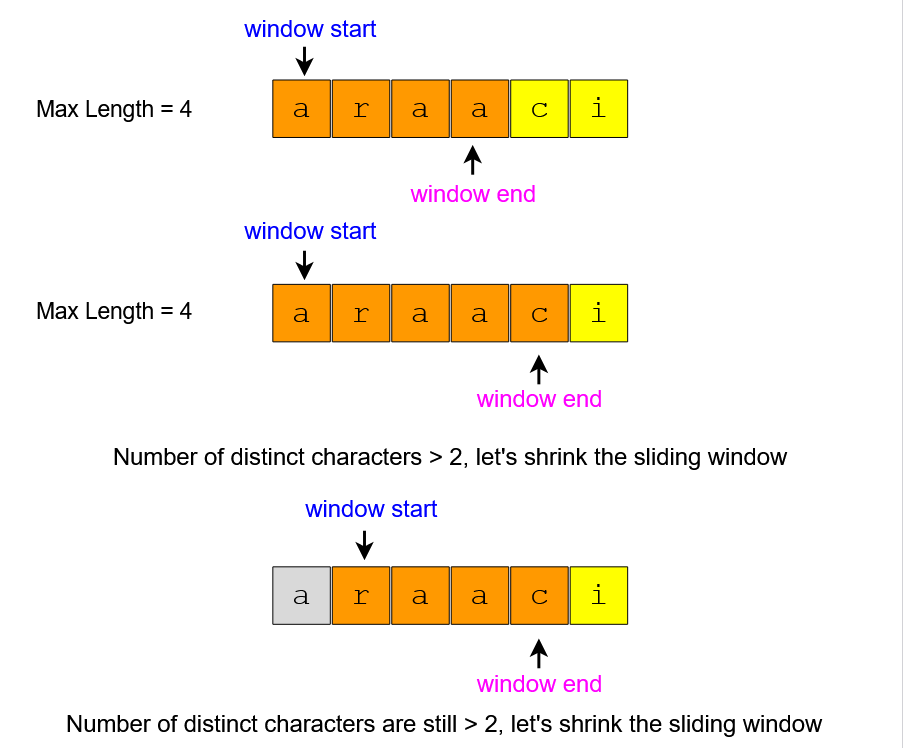 window start
Max Length = 4
a r a a c i
window end
window start
Max Length = 4
a r a a c i
window end
Number of distinct characters > 2, let's shrink the sliding window
window start
a r a a c i
window end
Number of distinct characters are still > 2, let's shrink the sliding window